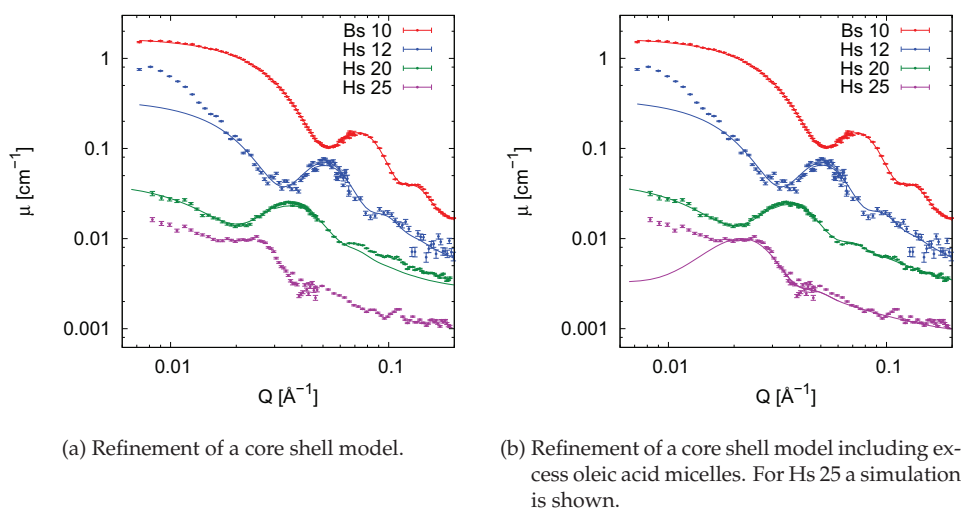 Bs 10
Hs 12
Hs 20
Hs 25
1
0.1
0.01
0.001
μ [cm⁻¹]
0.01
0.1
Q [Å⁻¹]
(a) Refinement of a core shell model.
Bs 10
Hs 12
Hs 20
Hs 25
1
0.1
0.01
0.001
μ [cm⁻¹]
0.01
0.1
Q [Å⁻¹]
(b) Refinement of a core shell model including ex-
cess oleic acid micelles. For Hs 25 a simulation
is shown.